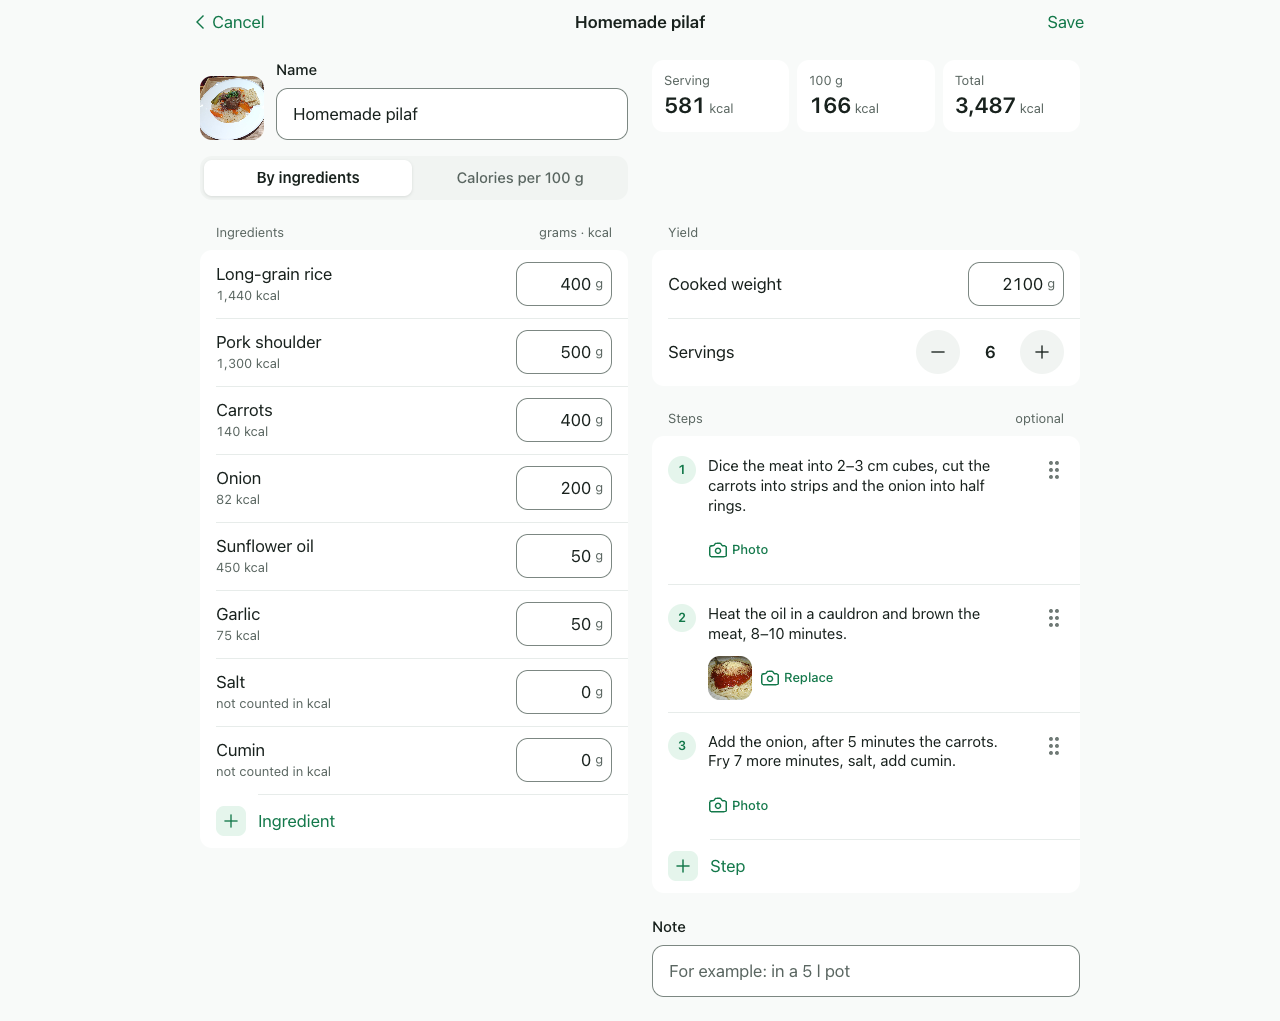 Cancel
Homemade pilaf
Save
Name
Homemade pilaf
Serving
581 kcal
100 g
166 kcal
Total
3,487 kcal
By ingredients
Calories per 100 g
Ingredients
grams · kcal
Long-grain rice
1,440 kcal
400 g
Pork shoulder
1,300 kcal
500 g
Carrots
140 kcal
400 g
Onion
82 kcal
200 g
Sunflower oil
450 kcal
50 g
Garlic
75 kcal
50 g
Salt
not counted in kcal
0 g
Cumin
not counted in kcal
0 g
Ingredient
Yield
Cooked weight
2100 g
Servings
6
Steps
optional
1
Dice the meat into 2–3 cm cubes, cut the
carrots into strips and the onion into half
rings.
Photo
2
Heat the oil in a cauldron and brown the
meat, 8–10 minutes.
Replace
3
Add the onion, after 5 minutes the carrots.
Fry 7 more minutes, salt, add cumin.
Photo
Step
Note
For example: in a 5 l pot